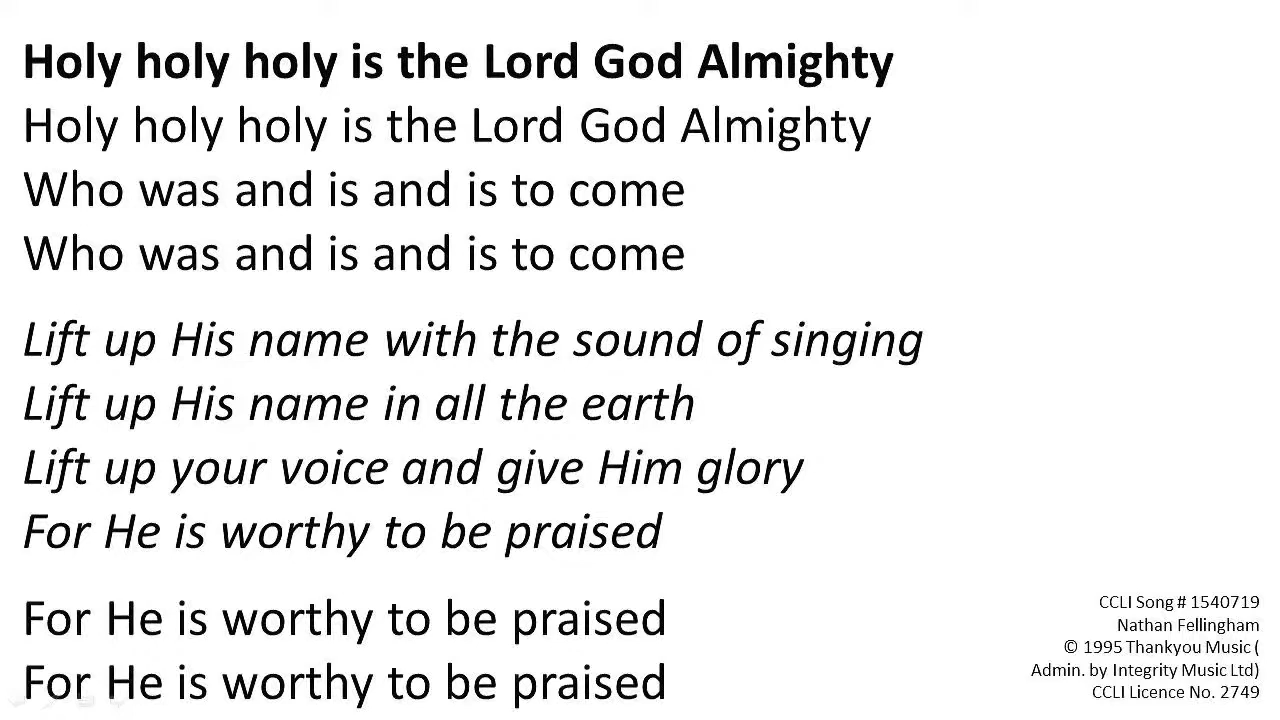 Holy holy holy is the Lord God Almighty
Holy holy holy is the Lord God Almighty
Who was and is and is to come
Who was and is and is to come
Lift up His name with the sound of singing
Lift up His name in all the earth
Lift up your voice and give Him glory
For He is worthy to be praised
For He is worthy to be praised
For He is worthy to be praised
CCLI Song # 1540719
Nathan Fellingham
© 1995 Thankyou Music (
Admin. by Integrity Music Ltd)
CCLI Licence No. 2749